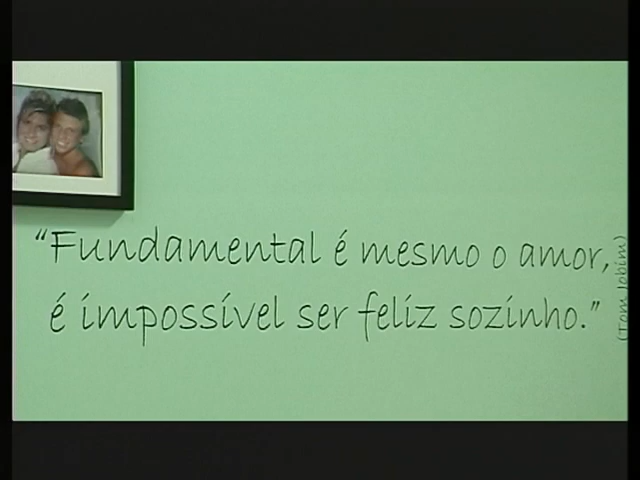 “Fundamental é mesmo o amor,
é impossível ser feliz sozinho.”
(Tom Jobim)